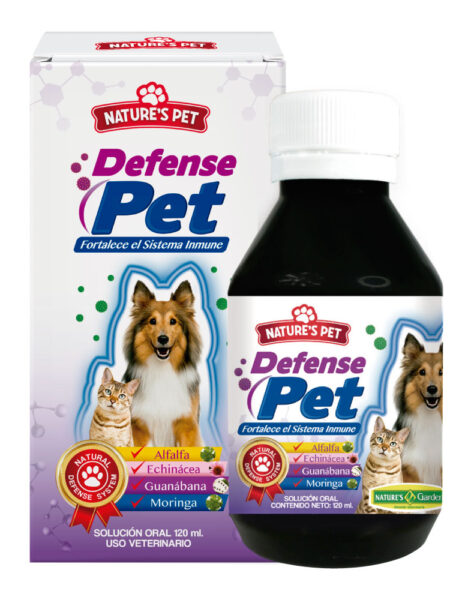 NATURE'S PET
Defense
Pet
Fortalece el Sistema Inmune
NATURAL
DEFENSE SYSTEM
Alfalfa
Echinácea
Guanábana
Moringa
SOLUCIÓN ORAL 120 ml.
USO VETERINARIO
NATURE'S PET
Defense
Pet
Fortalece el Sistema Inmune
NATURAL
DEFENSE SYSTEM
Alfalfa
Echinácea
Guanábana
Moringa
SOLUCIÓN ORAL
CONTENIDO NETO: 120 ml
NATURE'S Garden